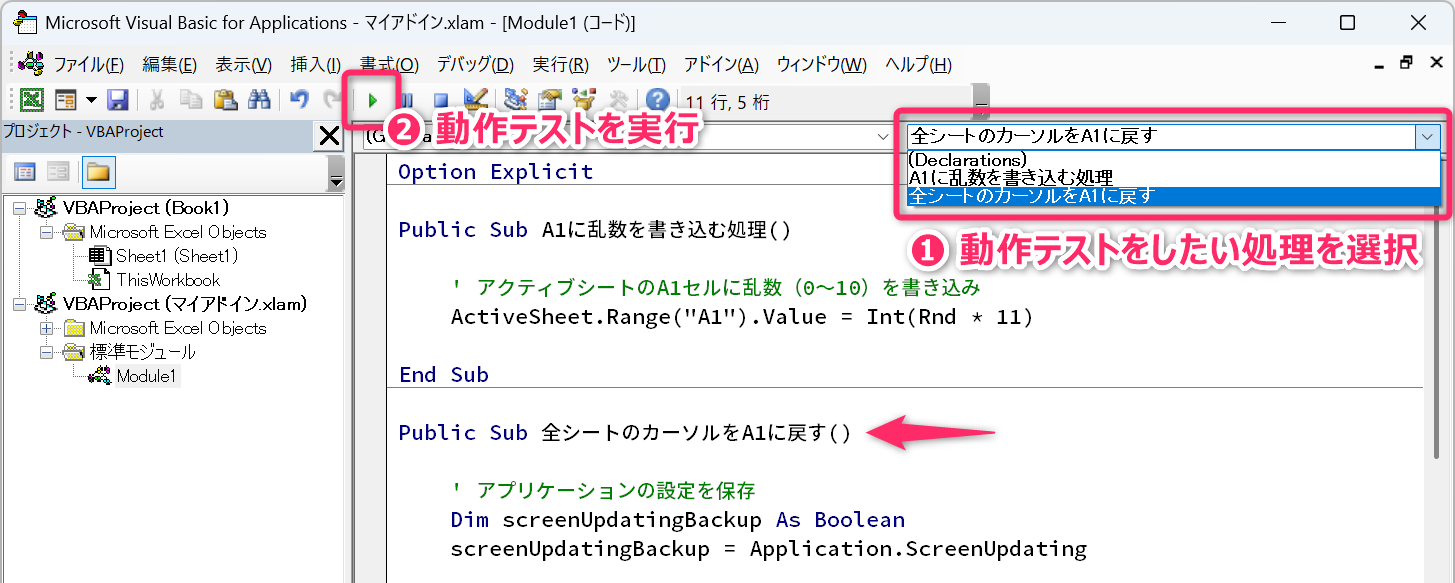 Microsoft Visual Basic for Applications - マイアドイン.xlam - [Module1 (コード)]
ファイル(F) 編集(E) 表示(V) 挿入(I) 書式(O) デバッグ(D) 実行(R) ツール(T) アドイン(A) ウィンドウ(W) ヘルプ(H)
11 行, 5 桁
❷ 動作テストを実行
プロジェクト - VBAProject
全シートのカーソルをA1に戻す
(Declarations)
A1に乱数を書き込む処理
全シートのカーソルをA1に戻す
❶ 動作テストをしたい処理を選択
VBAProject (Book1)
Microsoft Excel Objects
Sheet1 (Sheet1)
ThisWorkbook
VBAProject (マイアドイン.xlam)
Microsoft Excel Objects
標準モジュール
Module1
Option Explicit
Public Sub A1に乱数を書き込む処理()
' アクティブシートのA1セルに乱数（0～10）を書き込み
ActiveSheet.Range("A1").Value = Int(Rnd * 11)
End Sub
Public Sub 全シートのカーソルをA1に戻す()
' アプリケーションの設定を保存
Dim screenUpdatingBackup As Boolean
screenUpdatingBackup = Application.ScreenUpdating